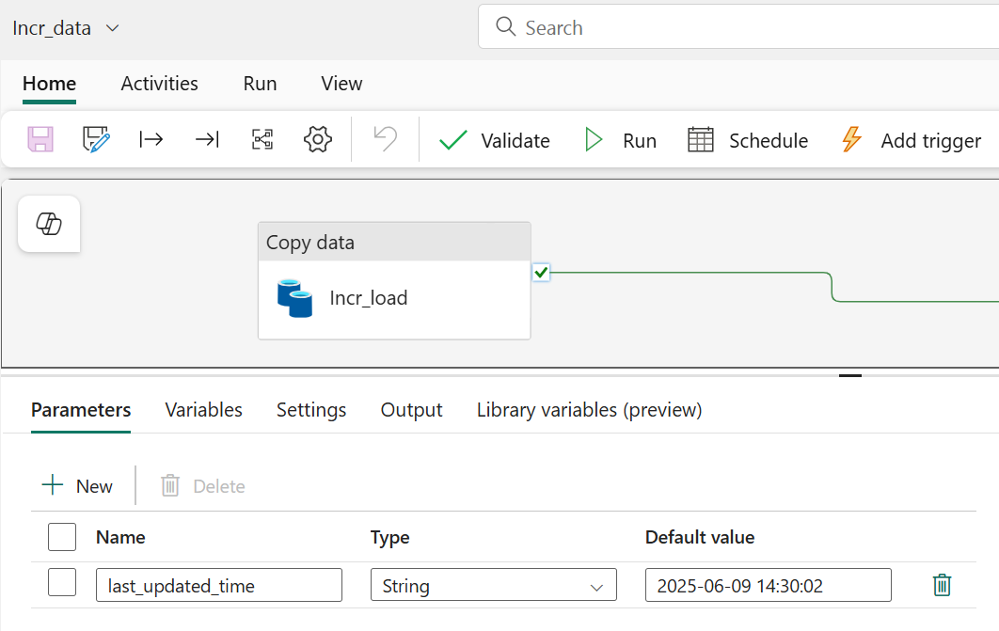 Incr_data
Search
Home Activities Run View
Validate Run Schedule Add trigger
Copy data
Incr_load
Parameters Variables Settings Output Library variables (preview)
New Delete
Name Type Default value
last_updated_time String 2025-06-09 14:30:02